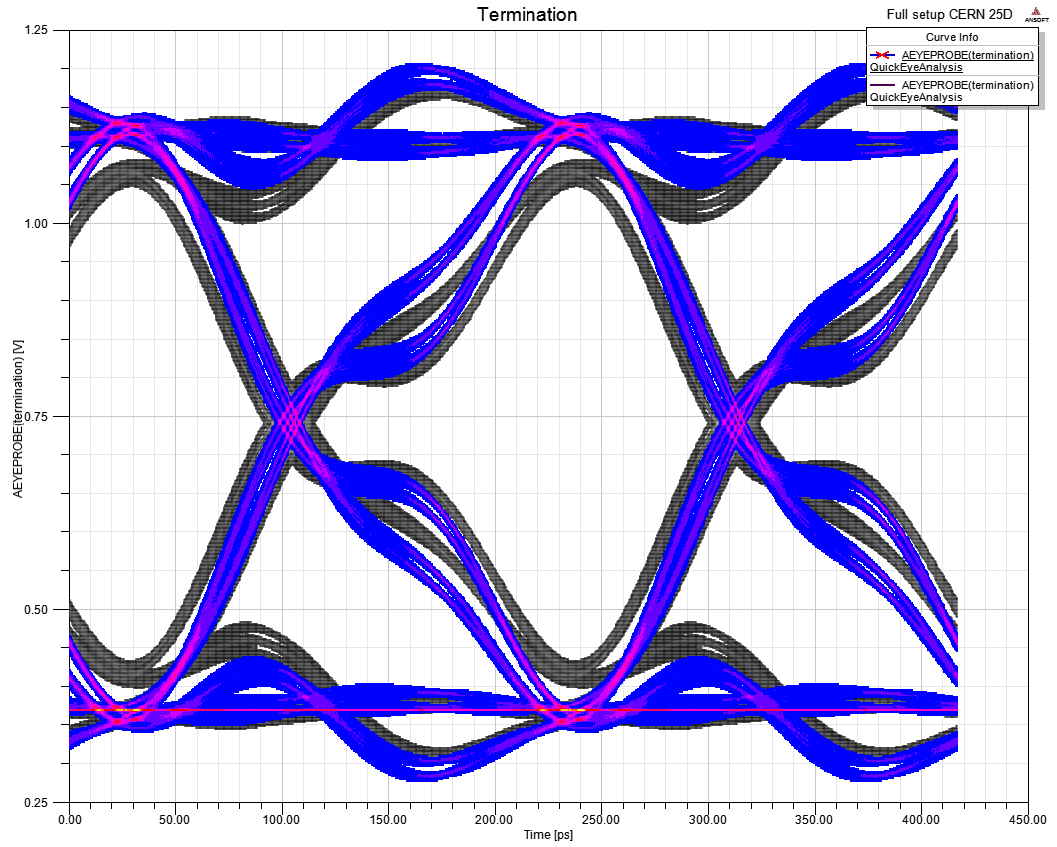 Termination
Full setup CERN 25D
ANSOFT
Curve Info
AEYEPROBE(termination)
QuickEyeAnalysis
AEYEPROBE(termination)
QuickEyeAnalysis
1.25
1.00
0.75
0.50
0.25
AEYEPROBE(termination) [V]
0.00 50.00 100.00 150.00 200.00 250.00 300.00 350.00 400.00 450.00
Time [ps]